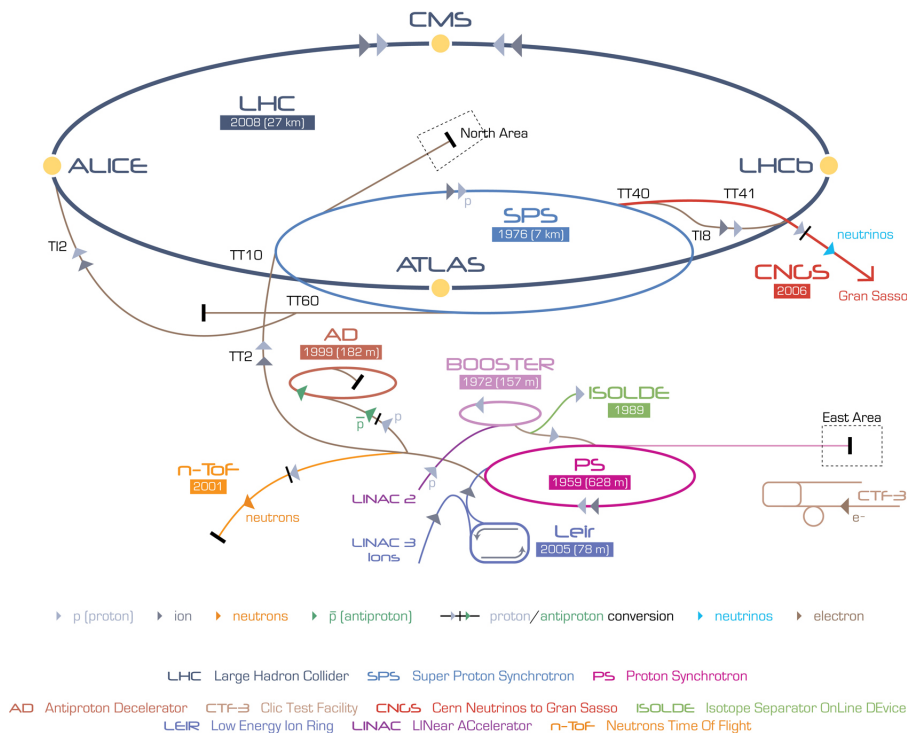 CMS
LHC
2008 (27 km)
North Area
ALICE
LHCb
TT40
TT41
p
SPS
1976 (7 km)
TI8
TI2
TT10
neutrinos
ATLAS
CNGS
2006
Gran Sasso
TT60
AD
1999 (182 m)
TT2
BOOSTER
1972 (157 m)
ISOLDE
1989
p
p̅
East Area
n-ToF
2001
p
PS
1959 (628 m)
LINAC 2
CTF-3
neutrons
e-
LINAC 3
Ions
Leir
2005 (78 m)
p (proton) ion neutrons p̅ (antiproton) proton/antiproton conversion neutrinos electron
LHC Large Hadron Collider SPS Super Proton Synchrotron PS Proton Synchrotron
AD Antiproton Decelerator CTF-3 Clic Test Facility CNGS Cern Neutrinos to Gran Sasso ISOLDE Isotope Separator OnLine DEvice
LEIR Low Energy Ion Ring LINAC LINear ACcelerator n-ToF Neutrons Time Of Flight